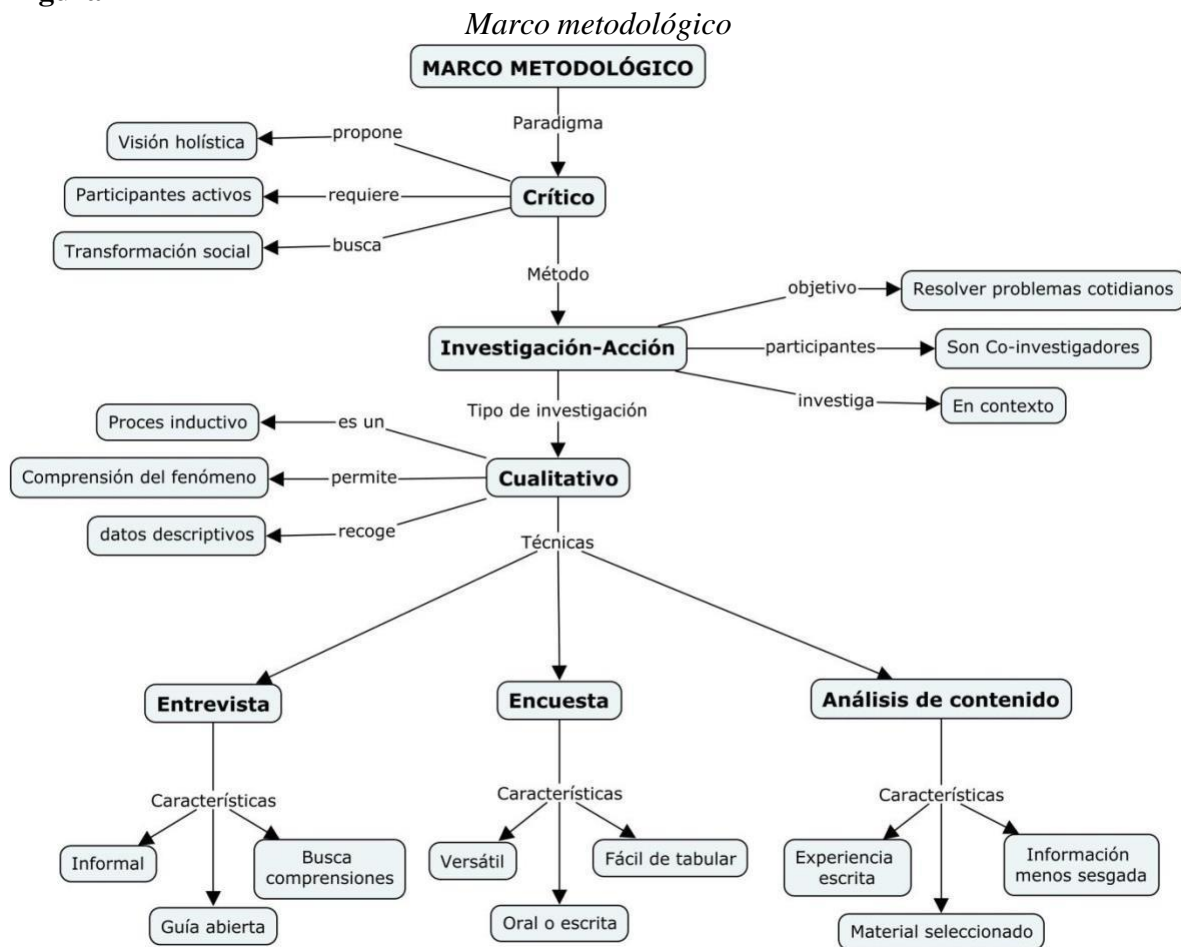 Marco metodológico
MARCO METODOLÓGICO
Paradigma
propone
Visión holística
Participantes activos
requiere
Crítico
Transformación social
busca
Método
objetivo
Resolver problemas cotidianos
Investigación-Acción
participantes
Son Co-investigadores
investiga
En contexto
Tipo de investigación
Proces inductivo
es un
Comprensión del fenómeno
permite
Cualitativo
datos descriptivos
recoge
Técnicas
Entrevista
Encuesta
Análisis de contenido
Características
Características
Características
Informal
Busca
comprensiones
Guía abierta
Versátil
Fácil de tabular
Oral o escrita
Experiencia
escrita
Información
menos sesgada
Material seleccionado